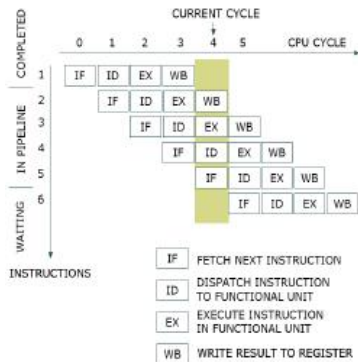 CURRENT CYCLE
0 1 2 3 4 5 CPU CYCLE
COMPLETED
1 IF ID EX WB
IN PIPELINE
2 IF ID EX WB
3 IF ID EX WB
4 IF ID EX WB
5 IF ID EX WB
WAITING
6 IF ID EX WB
INSTRUCTIONS
IF FETCH NEXT INSTRUCTION
ID DISPATCH INSTRUCTION
TO FUNCTIONAL UNIT
EX EXECUTE INSTRUCTION
IN FUNCTIONAL UNIT
WB WRITE RESULT TO REGISTER